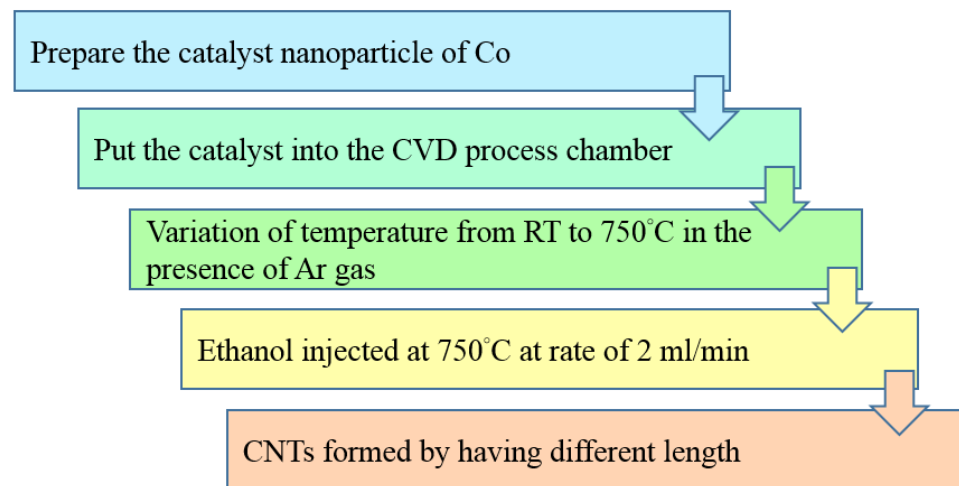 Prepare the catalyst nanoparticle of Co
Put the catalyst into the CVD process chamber
Variation of temperature from RT to 750°C in the
presence of Ar gas
Ethanol injected at 750°C at rate of 2 ml/min
CNTs formed by having different length